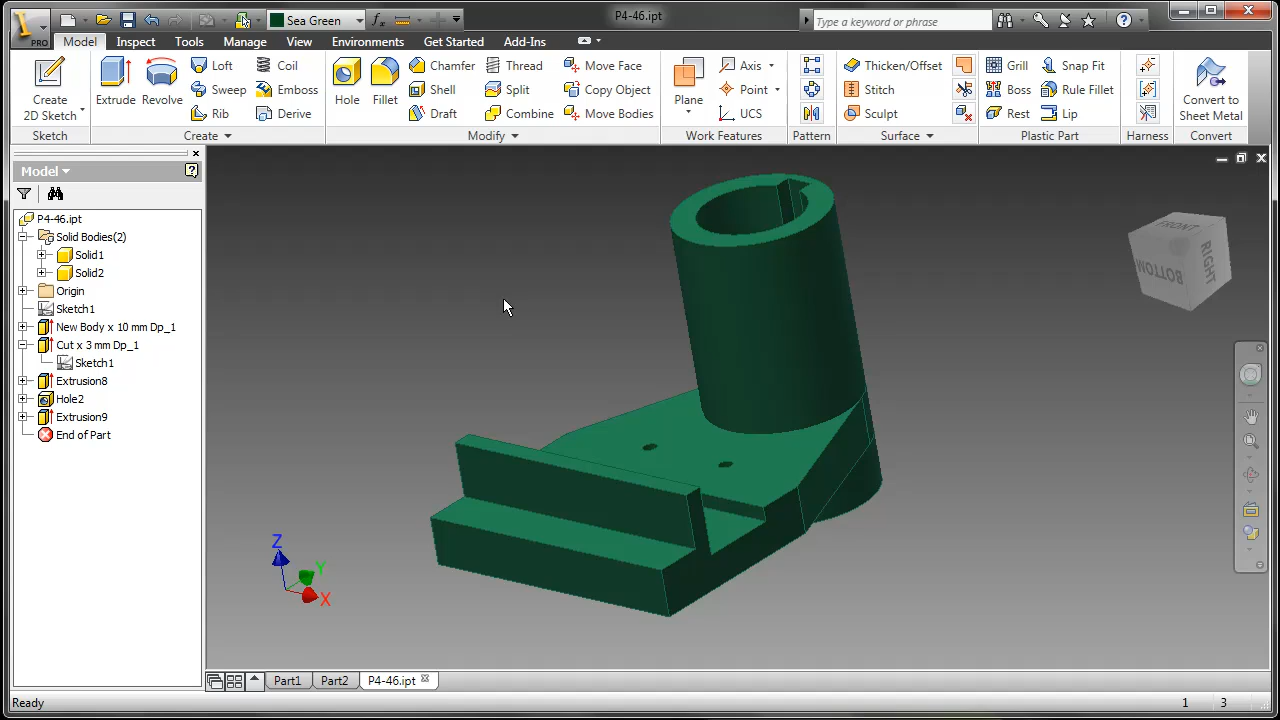 PRO
Sea Green
P4-46.ipt
Type a keyword or phrase
Model
Inspect
Tools
Manage
View
Environments
Get Started
Add-Ins
Create
2D Sketch
Sketch
Extrude
Revolve
Loft
Sweep
Rib
Coil
Emboss
Derive
Create
Hole
Fillet
Chamfer
Shell
Draft
Thread
Split
Combine
Move Face
Copy Object
Move Bodies
Modify
Plane
Axis
Point
UCS
Work Features
Pattern
Thicken/Offset
Stitch
Sculpt
Surface
Grill
Boss
Rest
Snap Fit
Rule Fillet
Lip
Plastic Part
Harness
Convert to
Sheet Metal
Convert
Model
P4-46.ipt
Solid Bodies(2)
Solid1
Solid2
Origin
Sketch1
New Body x 10 mm Dp_1
Cut x 3 mm Dp_1
Sketch1
Extrusion8
Hole2
Extrusion9
End of Part
FRONT
RIGHT
BOTTOM
Z
Y
X
Part1
Part2
P4-46.ipt
Ready
1
3